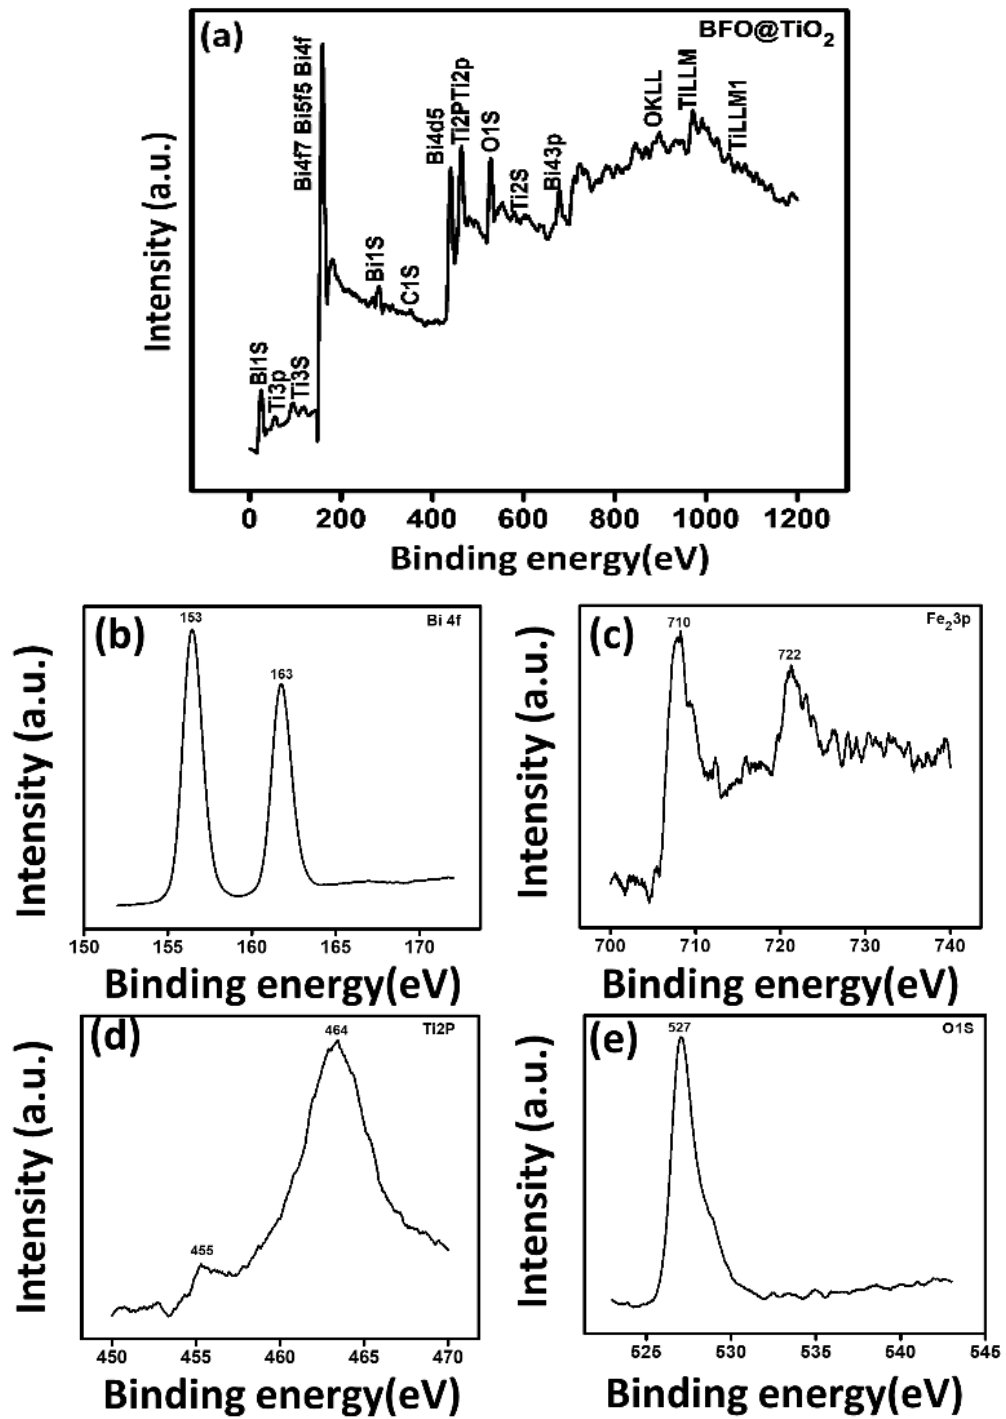 (a)
BFO@TiO2
Bi4f7 Bi5f5 Bi4f
Bi4d5
Ti2PTi2p
O1S
Ti2S
Bi43p
OKLL
TiLLM
TiLLM1
Bi1S
C1S
BI1S
Ti3p
Ti3S
Intensity (a.u.)
0 200 400 600 800 1000 1200
Binding energy(eV)
(b)
153
163
Bi 4f
Intensity (a.u.)
150 155 160 165 170
Binding energy(eV)
(c)
710
722
Fe23p
Intensity (a.u.)
700 710 720 730 740
Binding energy(eV)
(d)
464
455
TI2P
Intensity (a.u.)
450 455 460 465 470
Binding energy(eV)
(e)
527
O1S
Intensity (a.u.)
525 530 535 540 545
Binding energy(eV)